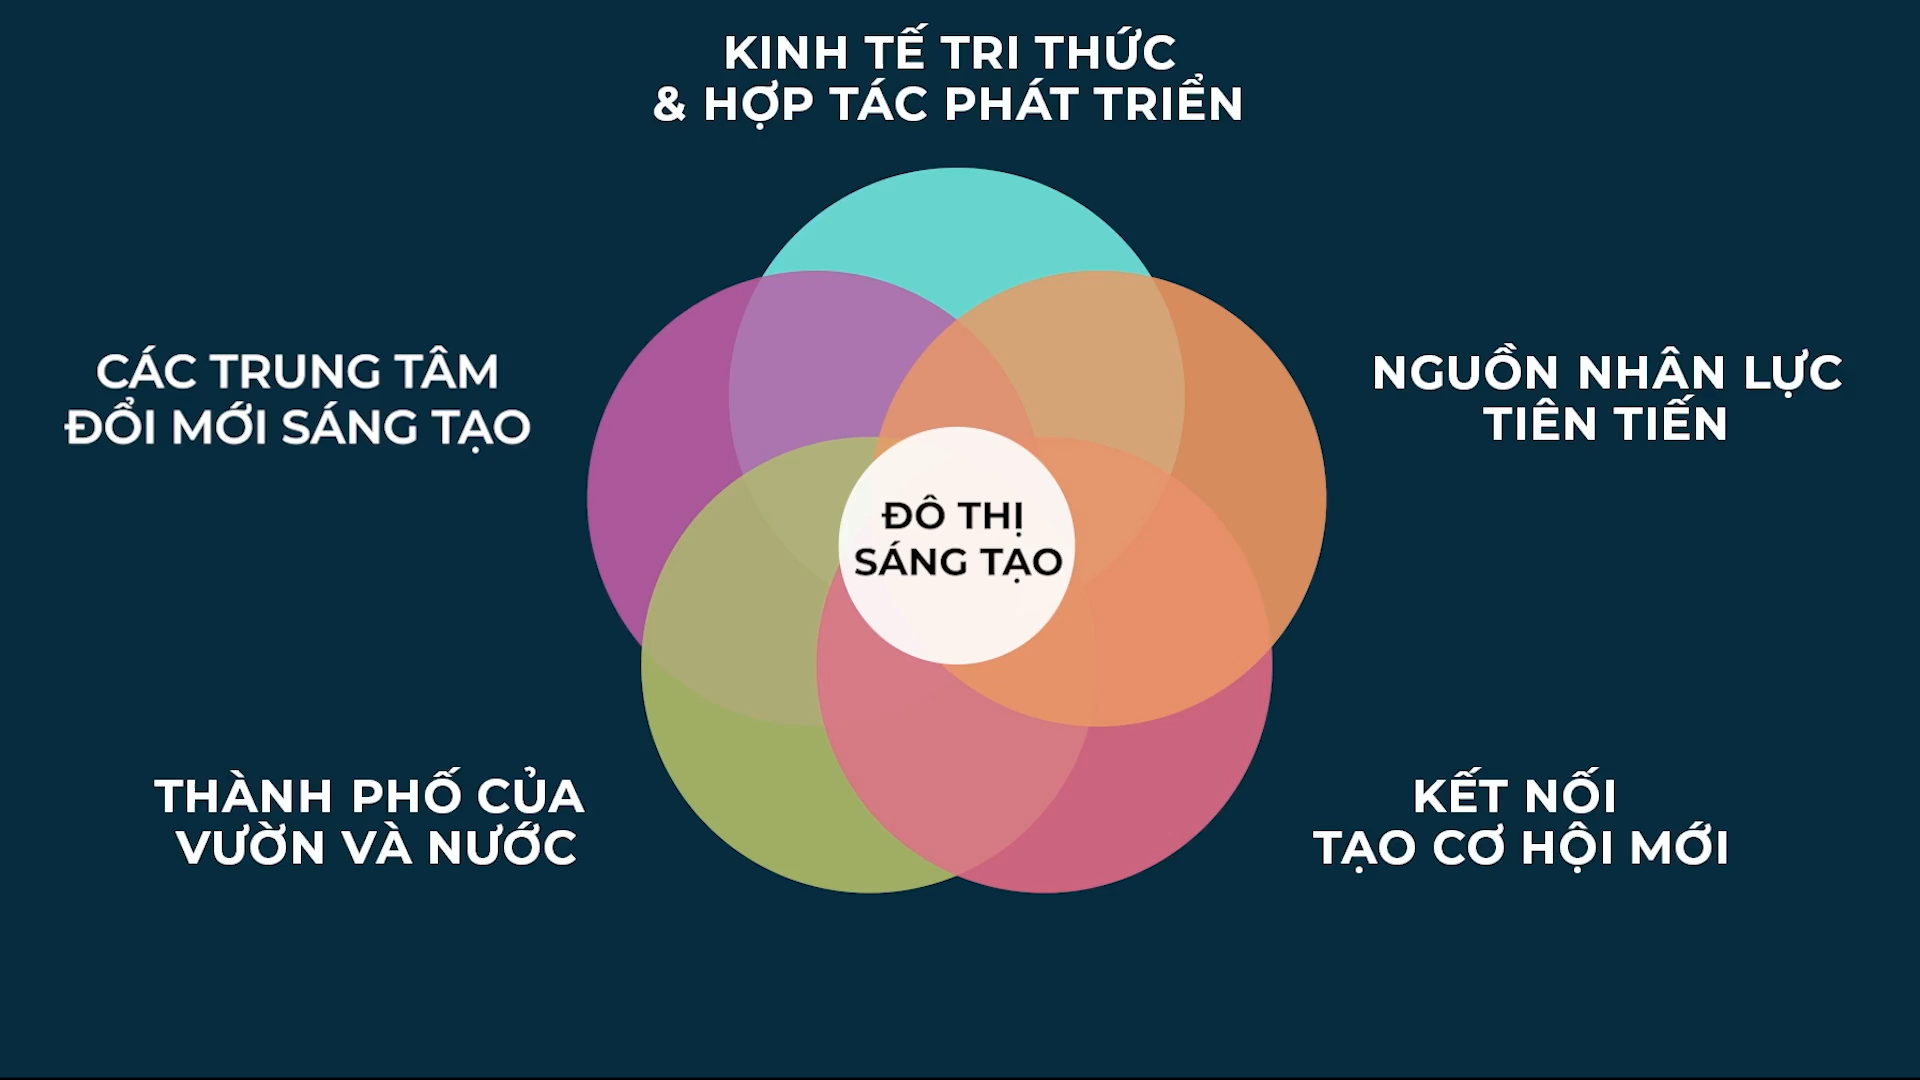 KINH TẾ TRI THỨC
& HỢP TÁC PHÁT TRIỂN
CÁC TRUNG TÂM
ĐỔI MỚI SÁNG TẠO
NGUỒN NHÂN LỰC
TIÊN TIẾN
ĐÔ THỊ
SÁNG TẠO
THÀNH PHỐ CỦA
VƯỜN VÀ NƯỚC
KẾT NỐI
TẠO CƠ HỘI MỚI